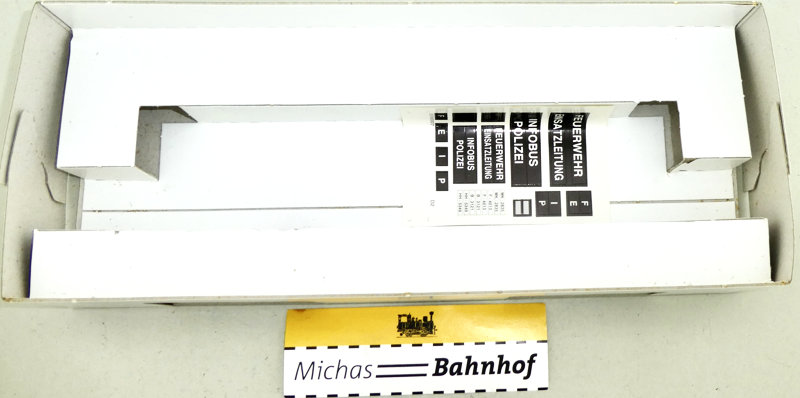 FEUERWEHR
EINSATZLEITUNG
INFOBUS
POLIZEI
FEUERWEHR
EINSATZLEITUNG
INFOBUS
POLIZEI
F
E
I
P
F
E
I
P
Michas Bahnhof